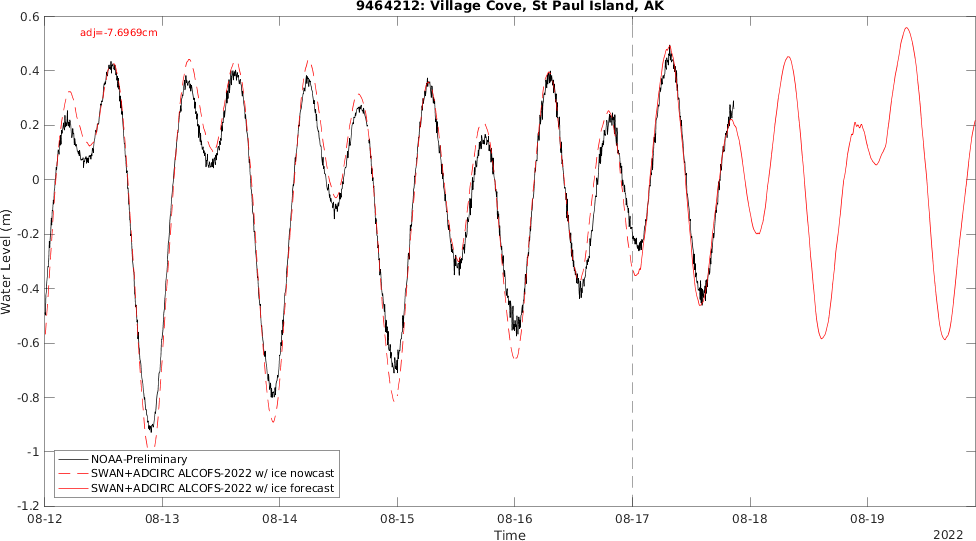 9464212: Village Cove, St Paul Island, AK
adj=-7.6969cm
0.6
0.4
0.2
0
-0.2
-0.4
-0.6
-0.8
-1
-1.2
Water Level (m)
NOAA-Preliminary
SWAN+ADCIRC ALCOFS-2022 w/ ice nowcast
SWAN+ADCIRC ALCOFS-2022 w/ ice forecast
08-12 08-13 08-14 08-15 08-16 08-17 08-18 08-19
Time
2022